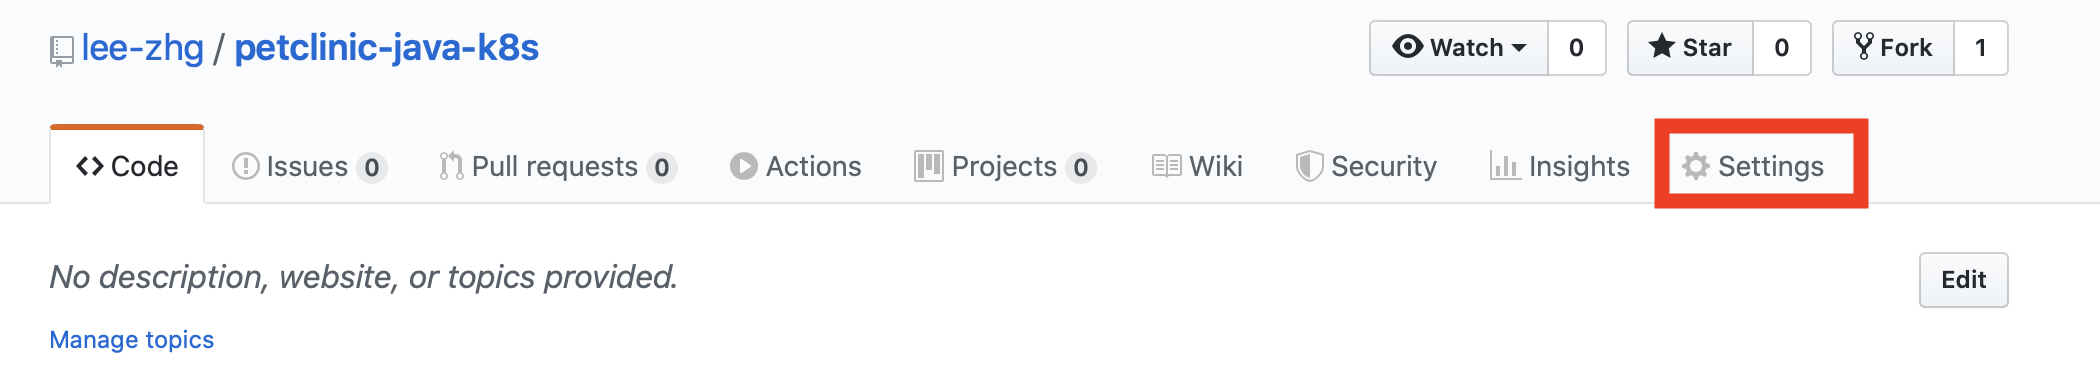 lee-zhg / petclinic-java-k8s Watch 0 Star 0 Fork 1
Code Issues 0 Pull requests 0 Actions Projects 0 Wiki Security Insights Settings
No description, website, or topics provided. Edit
Manage topics